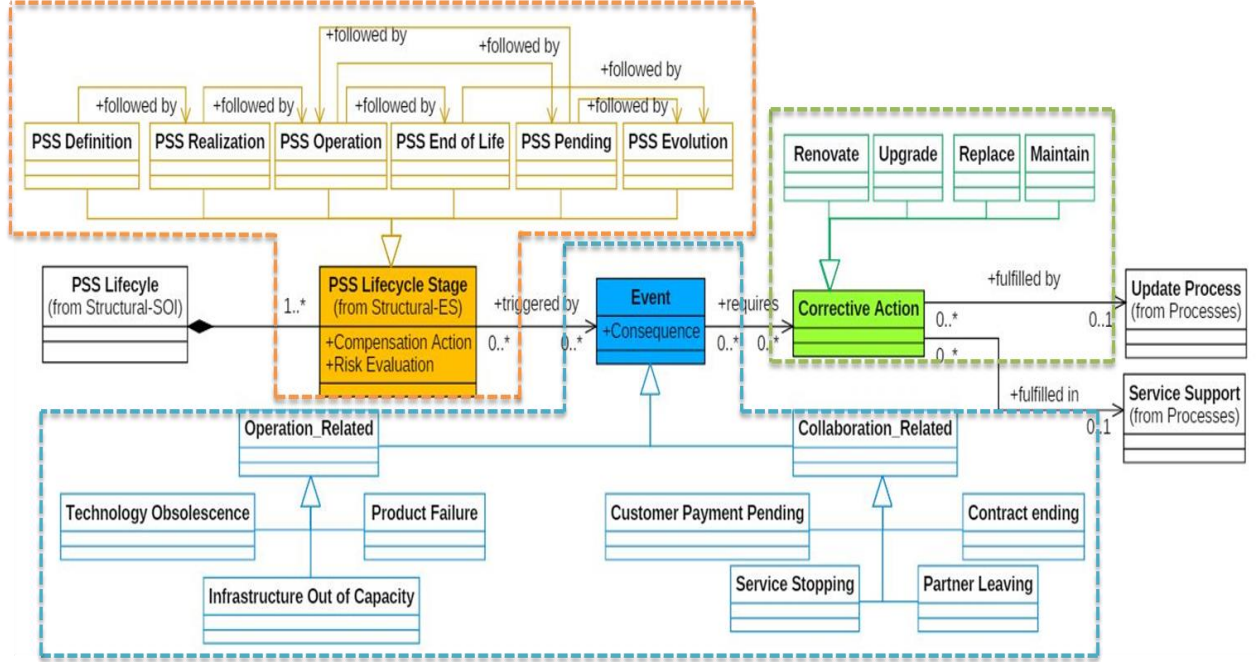 +followed by
+followed by
+followed by
+followed by
+followed by
+followed by
+followed by
PSS Definition
PSS Realization
PSS Operation
PSS End of Life
PSS Pending
PSS Evolution
Renovate
Upgrade
Replace
Maintain
PSS Lifecyle
(from Structural-SOI)
1..*
PSS Lifecycle Stage
(from Structural-ES)
+Compensation Action
+Risk Evaluation
+triggered by
0..*
0..*
Event
+Consequence
+requires
0..*
0..*
Corrective Action
+fulfilled by
0..*
0..1
Update Process
(from Processes)
0..*
+fulfilled in
0..1
Service Support
(from Processes)
Operation_Related
Collaboration_Related
Technology Obsolescence
Product Failure
Customer Payment Pending
Contract ending
Infrastructure Out of Capacity
Service Stopping
Partner Leaving